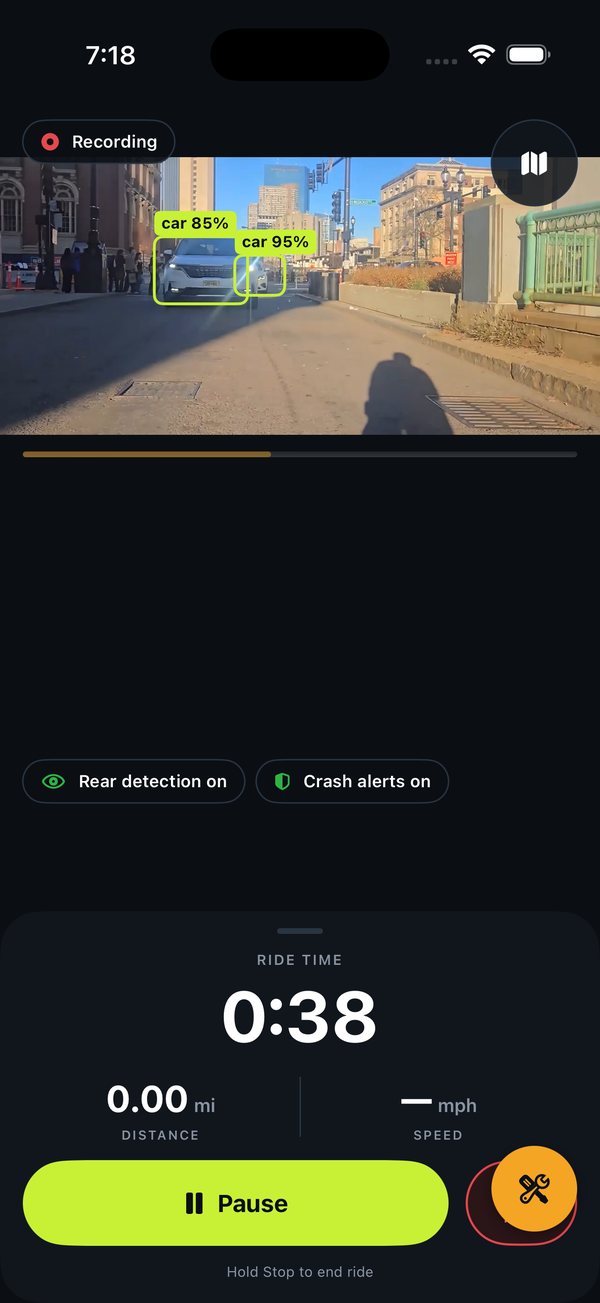 7:18
Recording
car 85%
car 95%
Rear detection on
Crash alerts on
RIDE TIME
0:38
0.00 mi
— mph
DISTANCE
SPEED
Pause
Hold Stop to end ride